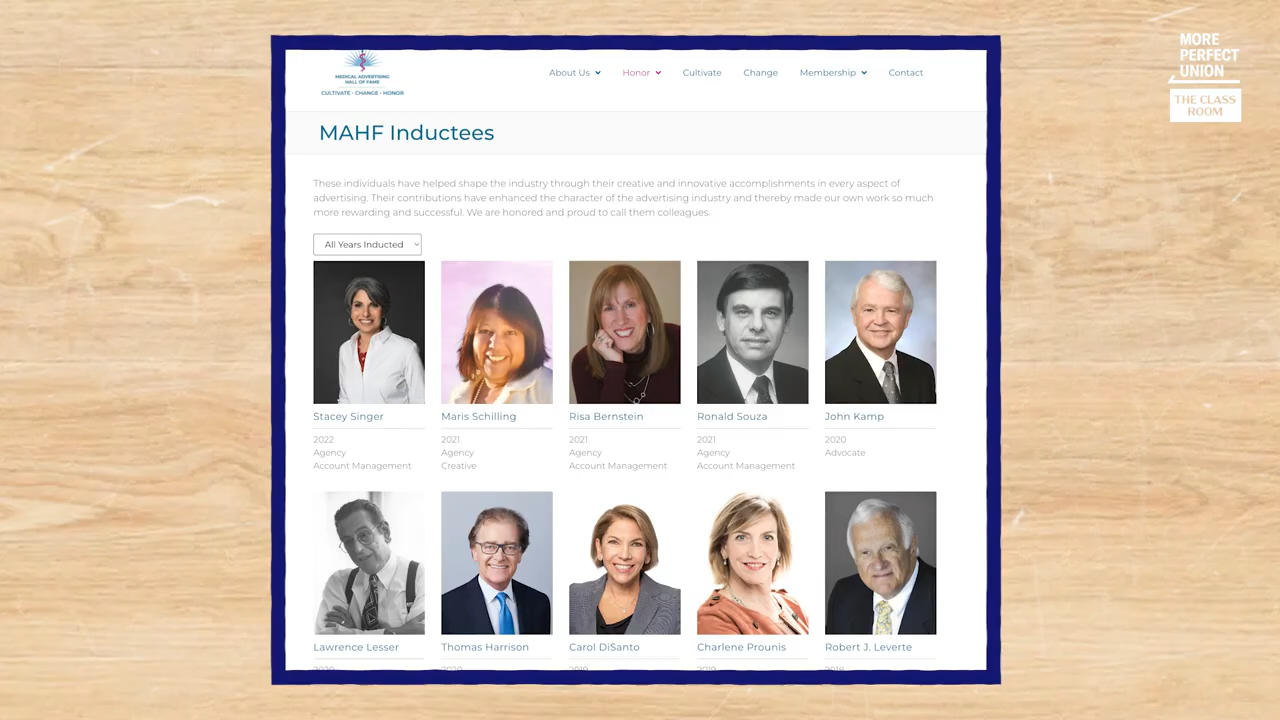 MORE
PERFECT
UNION
THE CLASS
ROOM
MEDICAL ADVERTISING
HALL OF FAME
CULTIVATE • CHANGE • HONOR
About Us
Honor
Cultivate
Change
Membership
Contact
MAHF Inductees
These individuals have helped shape the industry through their creative and innovative accomplishments in every aspect of
advertising. Their contributions have enhanced the character of the advertising industry and thereby made our own work so much
more rewarding and successful. We are honored and proud to call them colleagues.
All Years Inducted
Stacey Singer
2022
Agency
Account Management
Maris Schilling
2021
Agency
Creative
Risa Bernstein
2021
Agency
Account Management
Ronald Souza
2021
Agency
Account Management
John Kamp
2020
Advocate
Lawrence Lesser
2020
Thomas Harrison
2020
Carol DiSanto
2019
Charlene Prounis
2019
Robert J. Leverte